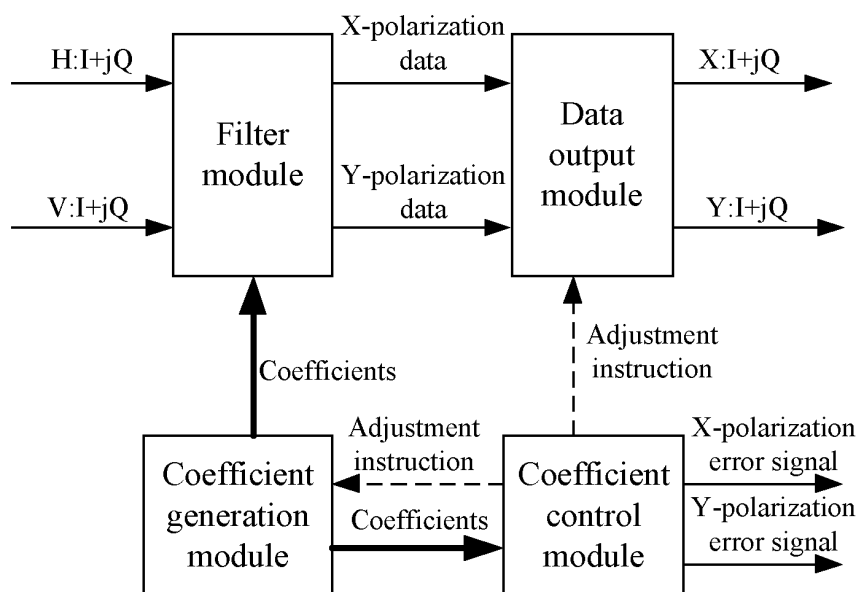 H:I+jQ
V:I+jQ
Filter
module
X-polarization
data
Y-polarization
data
Data
output
module
X:I+jQ
Y:I+jQ
Coefficients
Adjustment
instruction
Coefficient
generation
module
Adjustment
instruction
Coefficients
Coefficient
control
module
X-polarization
error signal
Y-polarization
error signal